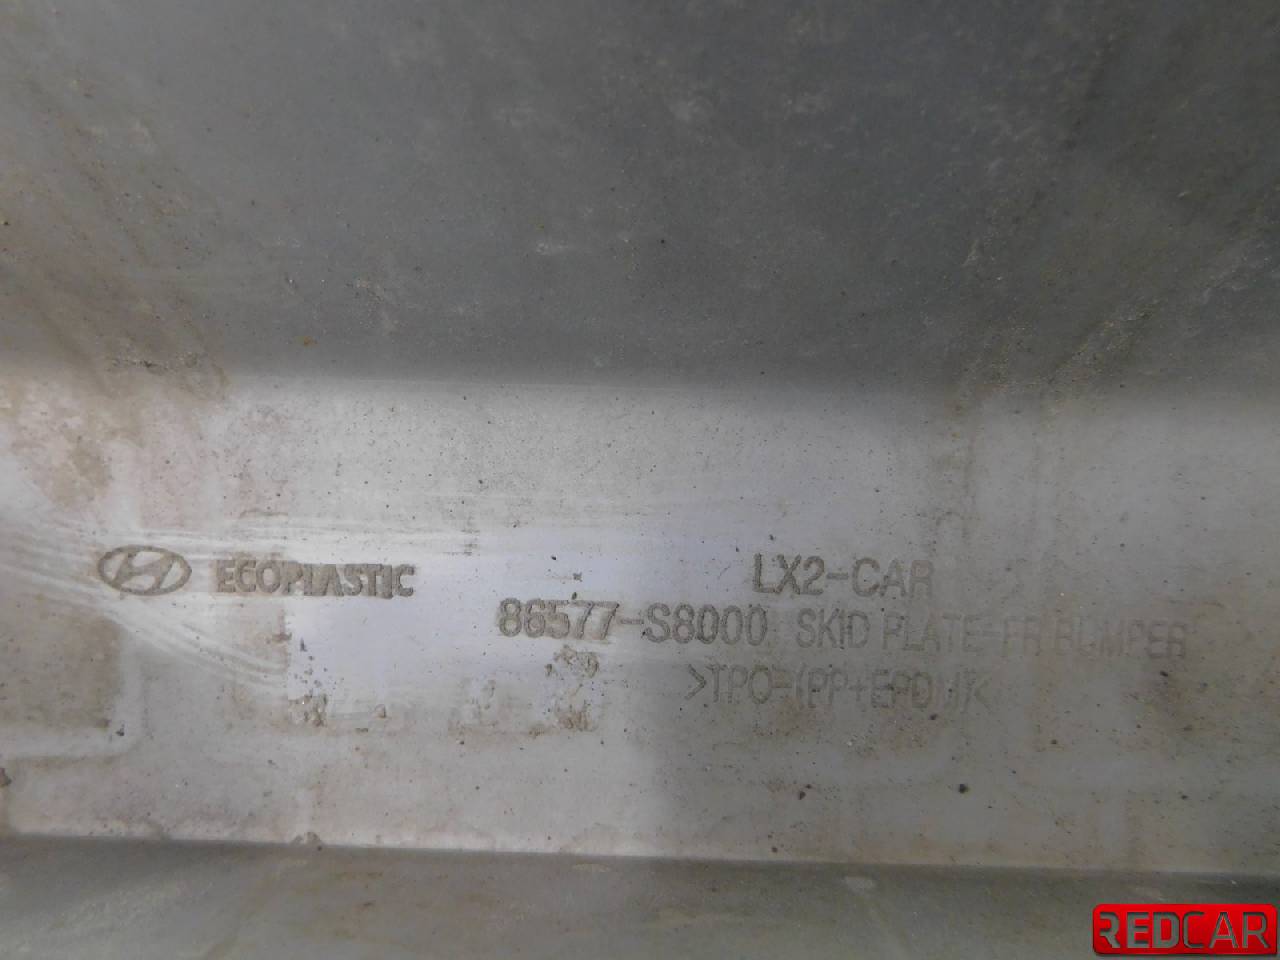 ECOPLASTIC
LX2-CAR
86577-S8000 SKID PLATE-FR BUMPER
>TPO-(PP+EPDM)<
REDCAR